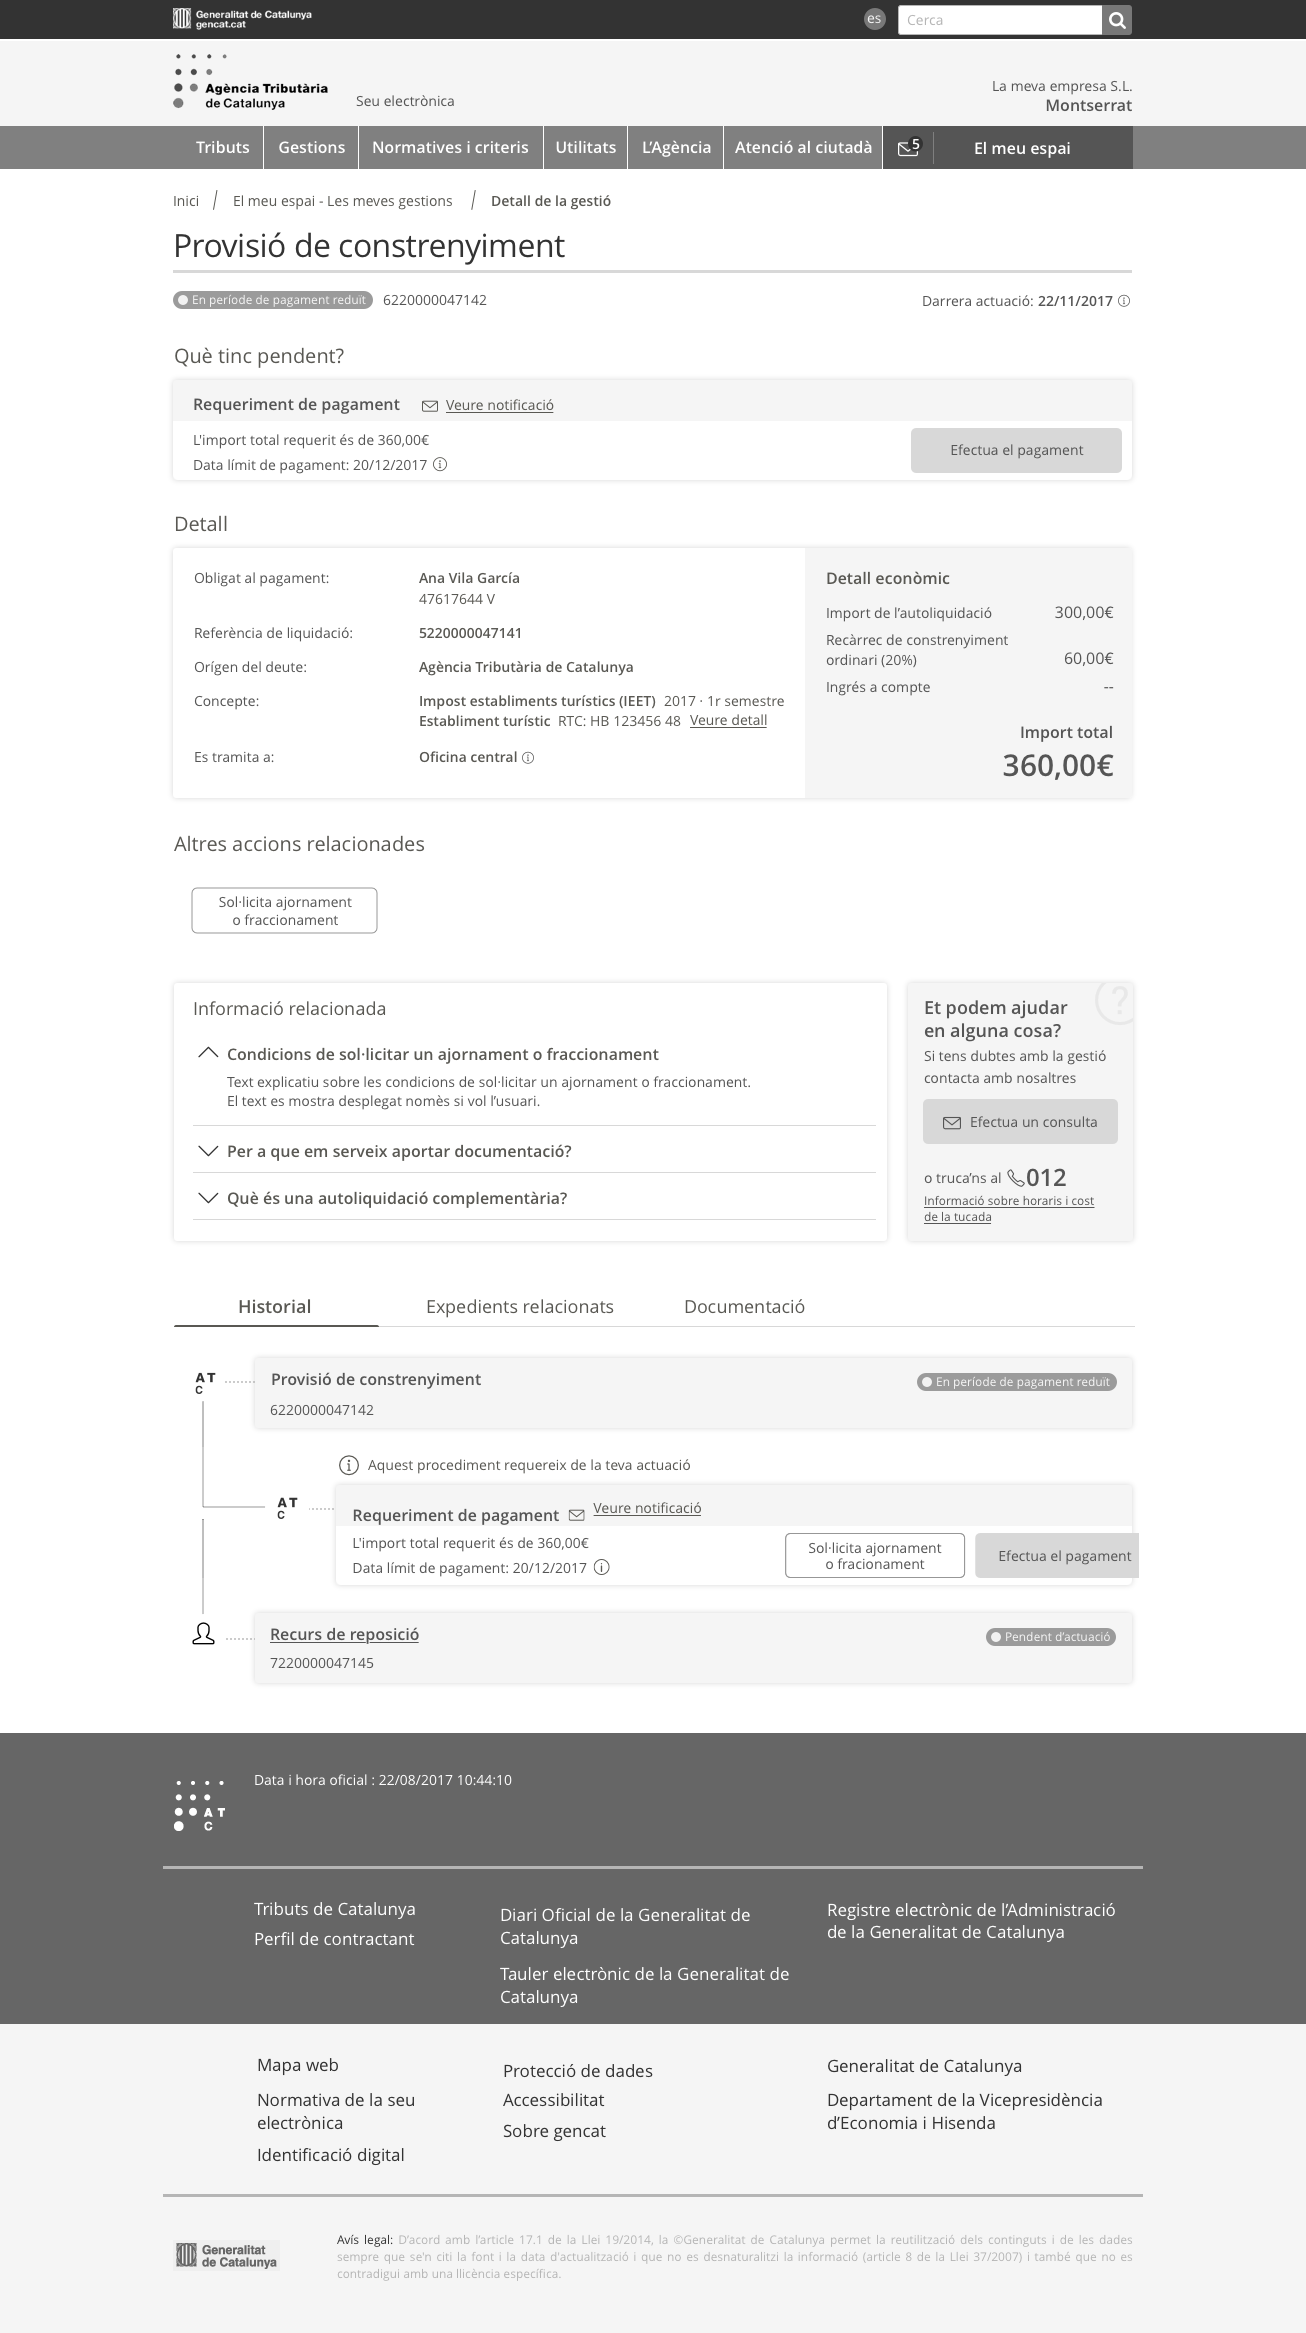 Generalitat de Catalunya
gencat.cat
es
Cerca
Agència Tributària
de Catalunya
Seu electrònica
La meva empresa S.L.
Montserrat
Tributs
Gestions
Normatives i criteris
Utilitats
L'Agència
Atenció al ciutadà
5
El meu espai
Inici / El meu espai - Les meves gestions / Detall de la gestió
Provisió de constrenyiment
En període de pagament reduït 6220000047142
Darrera actuació: 22/11/2017
Què tinc pendent?
Requeriment de pagament Veure notificació
L'import total requerit és de 360,00€
Data límit de pagament: 20/12/2017
Efectua el pagament
Detall
Obligat al pagament: Ana Vila García
47617644 V
Referència de liquidació: 5220000047141
Orígen del deute: Agència Tributària de Catalunya
Concepte: Impost establiments turístics (IEET) 2017 · 1r semestre
Establiment turístic RTC: HB 123456 48 Veure detall
Es tramita a: Oficina central
Detall econòmic
Import de l'autoliquidació 300,00€
Recàrrec de constrenyiment
ordinari (20%) 60,00€
Ingrés a compte --
Import total
360,00€
Altres accions relacionades
Sol·licita ajornament
o fraccionament
Informació relacionada
Condicions de sol·licitar un ajornament o fraccionament
Text explicatiu sobre les condicions de sol·licitar un ajornament o fraccionament.
El text es mostra desplegat nomès si vol l'usuari.
Per a que em serveix aportar documentació?
Què és una autoliquidació complementària?
?
Et podem ajudar
en alguna cosa?
Si tens dubtes amb la gestió
contacta amb nosaltres
Efectua un consulta
o truca'ns al 012
Informació sobre horaris i cost
de la tucada
Historial
Expedients relacionats
Documentació
AT
C
Provisió de constrenyiment
En període de pagament reduït
6220000047142
Aquest procediment requereix de la teva actuació
AT
C
Requeriment de pagament Veure notificació
L'import total requerit és de 360,00€
Data límit de pagament: 20/12/2017
Sol·licita ajornament
o fracionament
Efectua el pagament
Recurs de reposició
Pendent d'actuació
7220000047145
Data i hora oficial : 22/08/2017 10:44:10
AT
C
Tributs de Catalunya
Perfil de contractant
Diari Oficial de la Generalitat de
Catalunya
Tauler electrònic de la Generalitat de
Catalunya
Registre electrònic de l'Administració
de la Generalitat de Catalunya
Mapa web
Normativa de la seu
electrònica
Identificació digital
Protecció de dades
Accessibilitat
Sobre gencat
Generalitat de Catalunya
Departament de la Vicepresidència
d'Economia i Hisenda
Generalitat
de Catalunya
Avís legal: D'acord amb l'article 17.1 de la Llei 19/2014, la ©Generalitat de Catalunya permet la reutilització dels continguts i de les dades
sempre que se'n citi la font i la data d'actualització i que no es desnaturalitzi la informació (article 8 de la Llei 37/2007) i també que no es
contradigui amb una llicència específica.